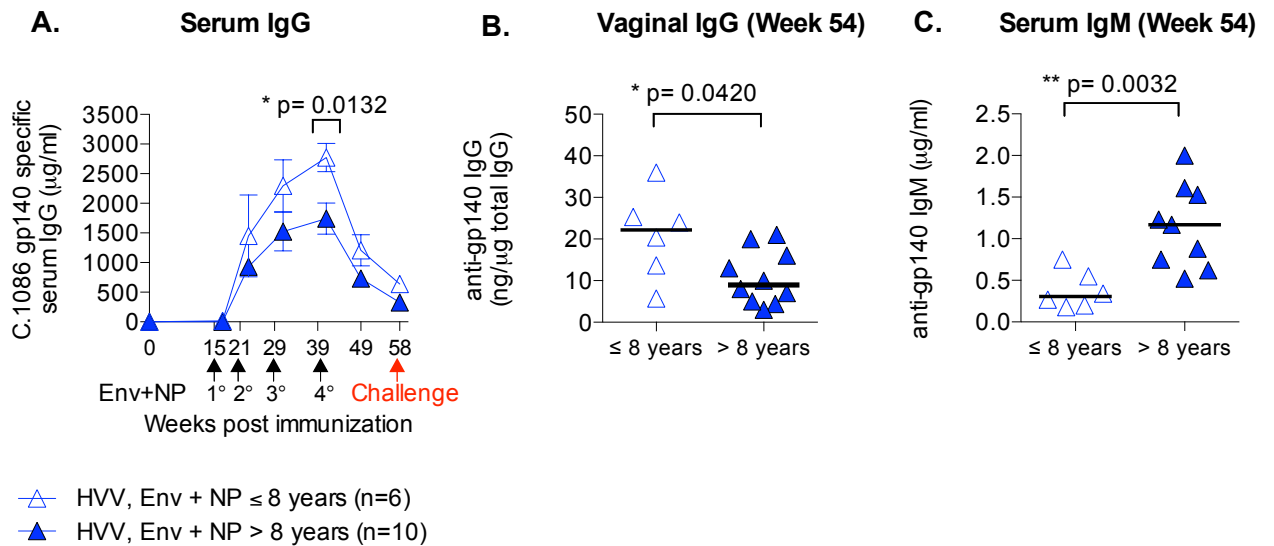 A. Serum IgG
B. Vaginal IgG (Week 54)
C. Serum IgM (Week 54)
C.1086 gp140 specific
serum IgG (µg/ml)
3500
3000
2500
2000
1500
1000
500
0
* p= 0.0132
0 15 21 29 39 49 58
Env+NP 1° 2° 3° 4° Challenge
Weeks post immunization
anti-gp140 IgG
(ng/µg total IgG)
50
40
30
20
10
0
* p= 0.0420
≤ 8 years > 8 years
anti-gp140 IgM (µg/ml)
2.5
2.0
1.5
1.0
0.5
0.0
** p= 0.0032
≤ 8 years > 8 years
HVV, Env + NP ≤ 8 years (n=6)
HVV, Env + NP > 8 years (n=10)